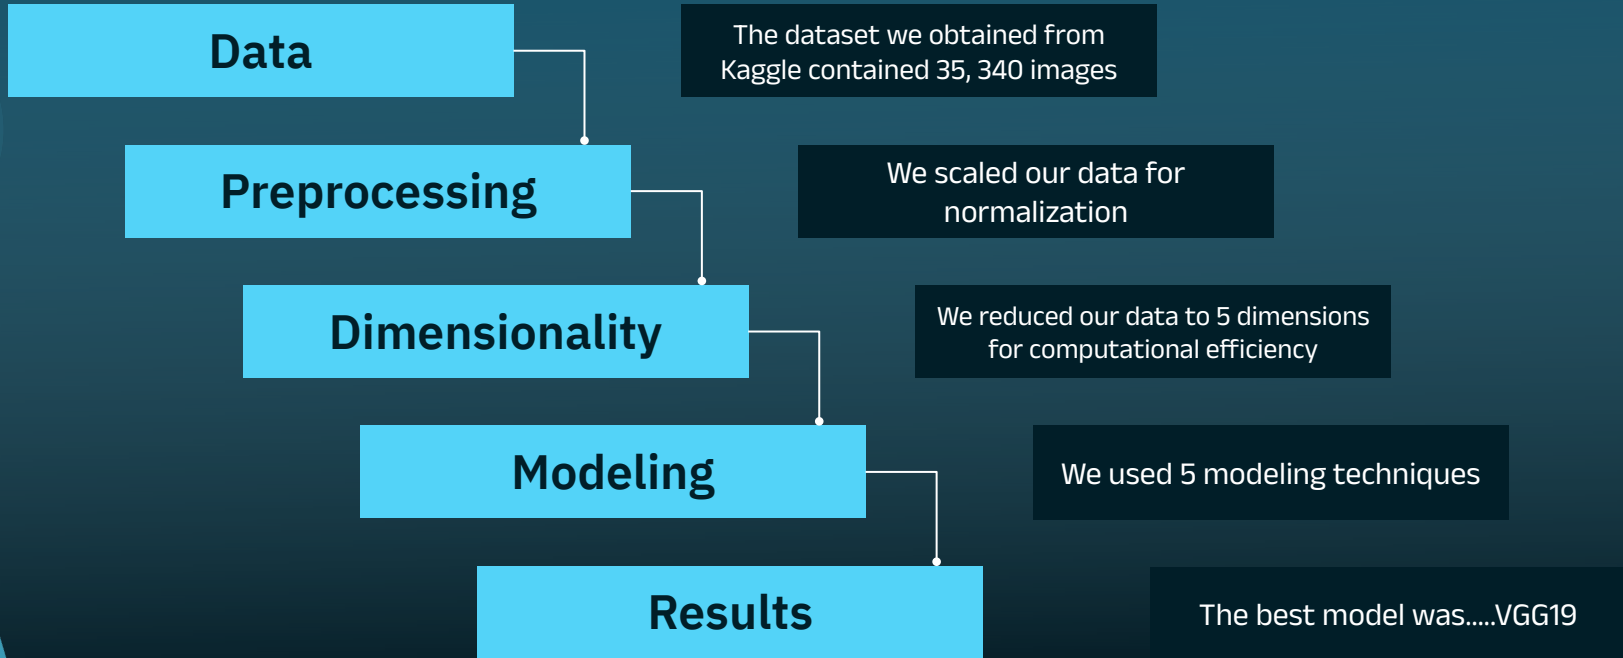 Data
The dataset we obtained from
Kaggle contained 35, 340 images
Preprocessing
We scaled our data for
normalization
Dimensionality
We reduced our data to 5 dimensions
for computational efficiency
Modeling
We used 5 modeling techniques
Results
The best model was.....VGG19